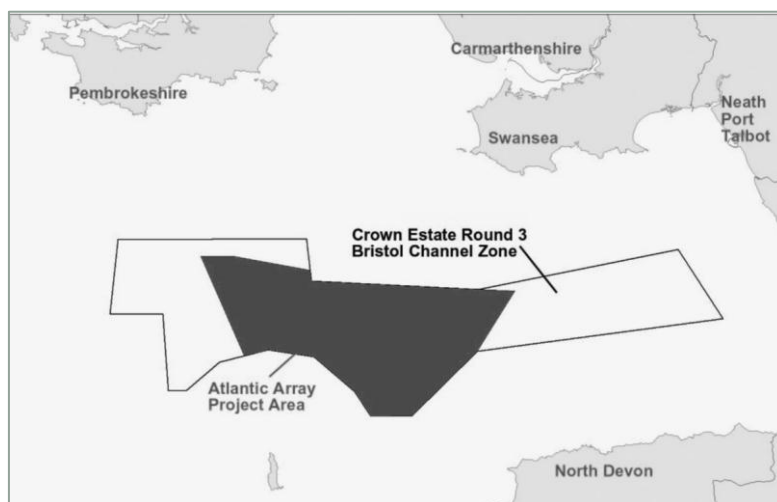 Carmarthenshire
Pembrokeshire
Neath
Port
Talbot
Swansea
Crown Estate Round 3
Bristol Channel Zone
Atlantic Array
Project Area
North Devon